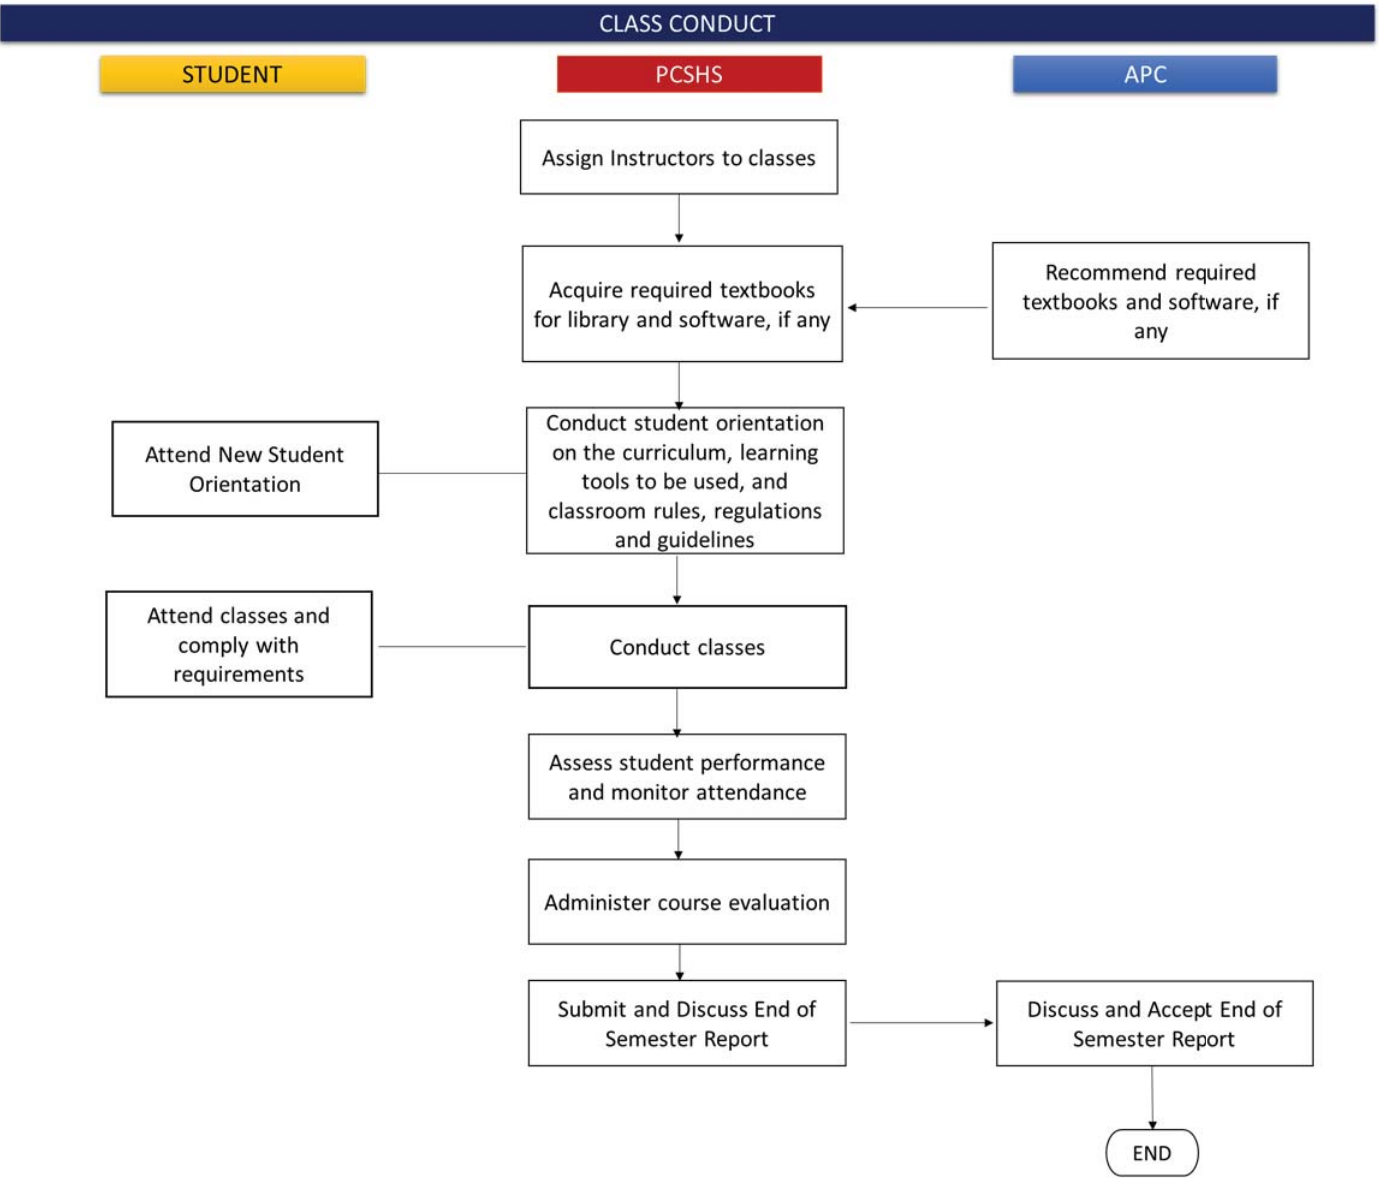 CLASS CONDUCT
STUDENT
PCSHS
APC
Assign Instructors to classes
Acquire required textbooks
for library and software, if any
Recommend required
textbooks and software, if
any
Attend New Student
Orientation
Conduct student orientation
on the curriculum, learning
tools to be used, and
classroom rules, regulations
and guidelines
Attend classes and
comply with
requirements
Conduct classes
Assess student performance
and monitor attendance
Administer course evaluation
Submit and Discuss End of
Semester Report
Discuss and Accept End of
Semester Report
END